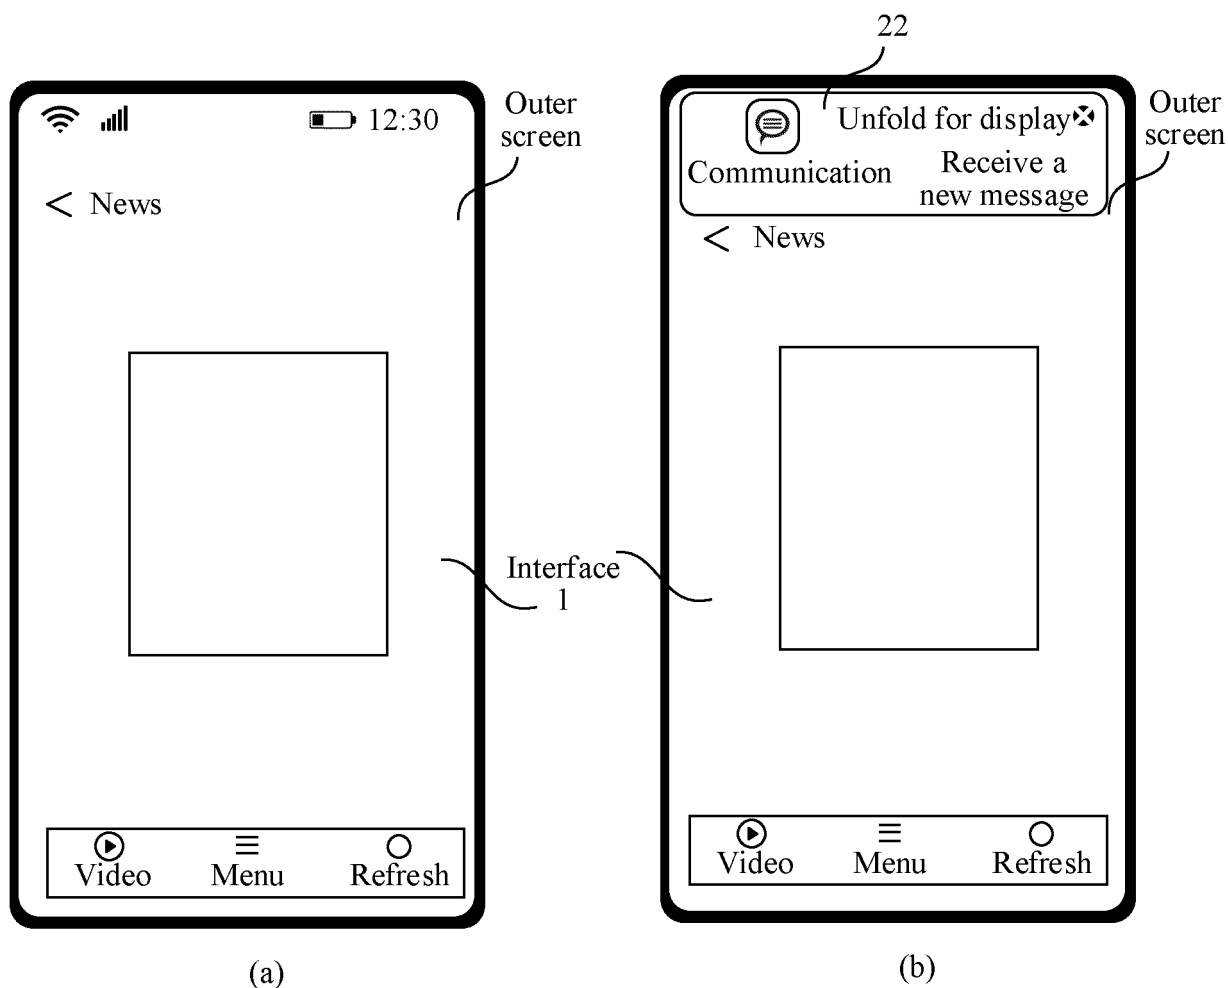 12:30
Outer
screen
< News
Interface
1
Video Menu Refresh
(a)
22
Unfold for display
Communication
Receive a
new message
Outer
screen
< News
Video Menu Refresh
(b)